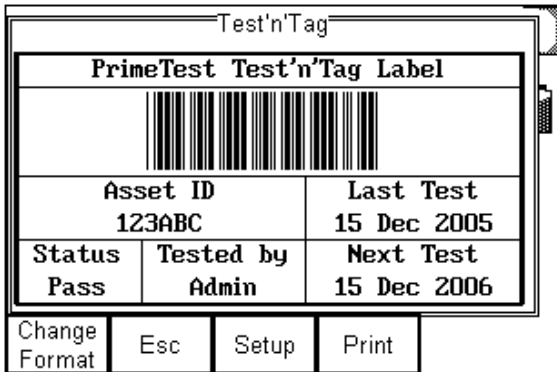 Test'n'Tag
PrimeTest Test'n'Tag Label
Asset ID
123ABC
Last Test
15 Dec 2005
Status
Pass
Tested by
Admin
Next Test
15 Dec 2006
Change
Format
Esc
Setup
Print